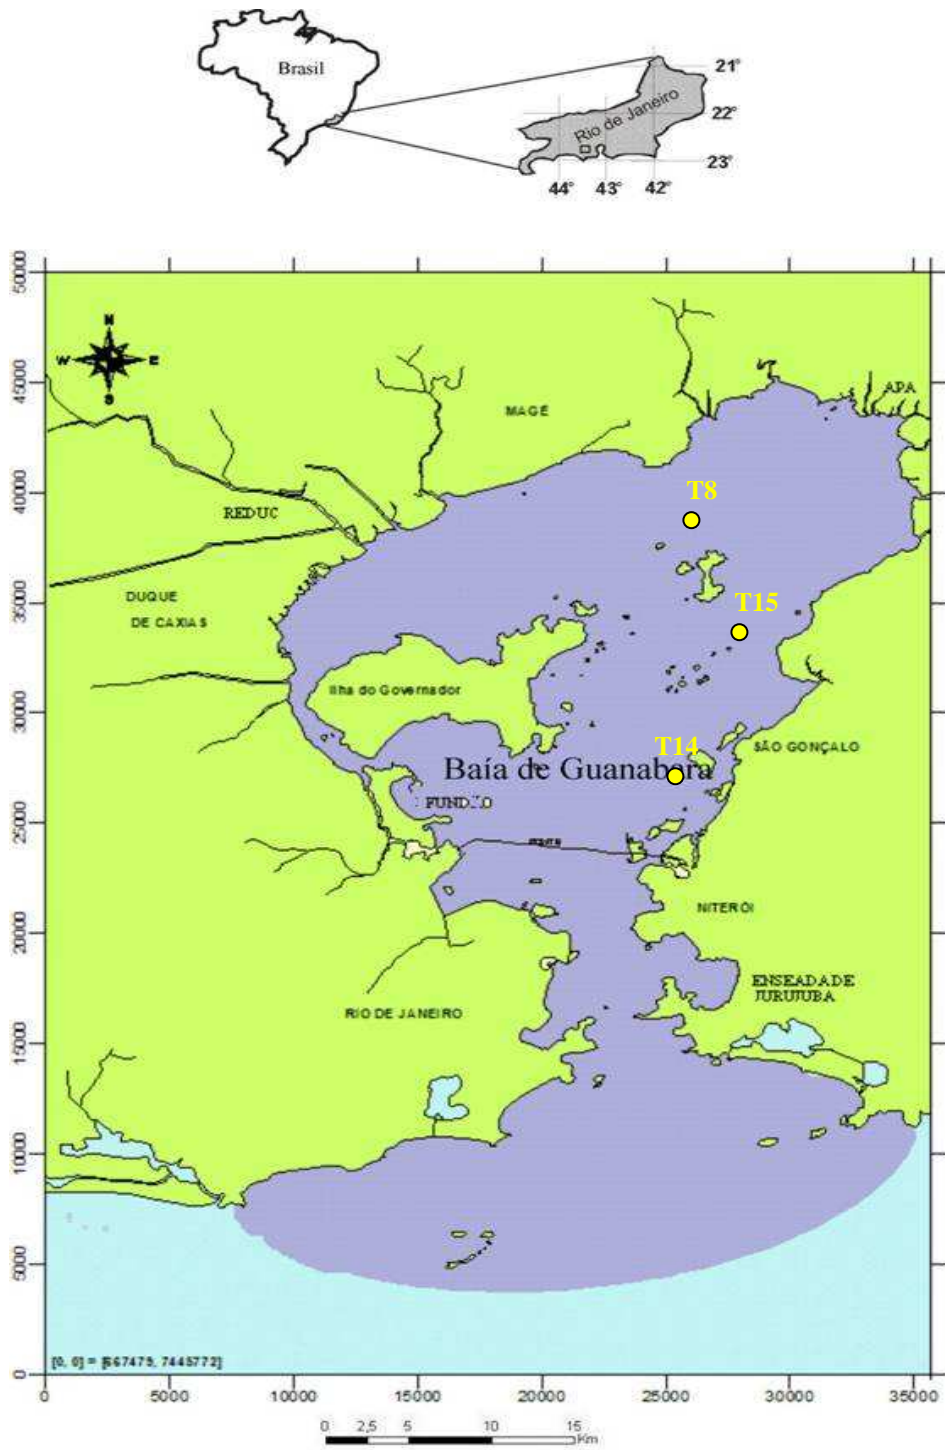 Brasil
21°
Rio de Janeiro
22°
23°
44° 43° 42°
50000
45000
40000
35000
30000
25000
20000
15000
10000
5000
0
N
W E
S
MAGÉ
APA
T8
REDUC
DUQUE
DE CAXIAS
T15
Ilha do Governador
T14
SÃO GONÇALO
Baía de Guanabara
NITERÓI
ENSEADA DE
JURUJUBA
RIO DE JANEIRO
[0, 0] = [667479, 7445772]
0 5000 10000 15000 20000 25000 30000 35000
0 2,5 5 10 15
Km